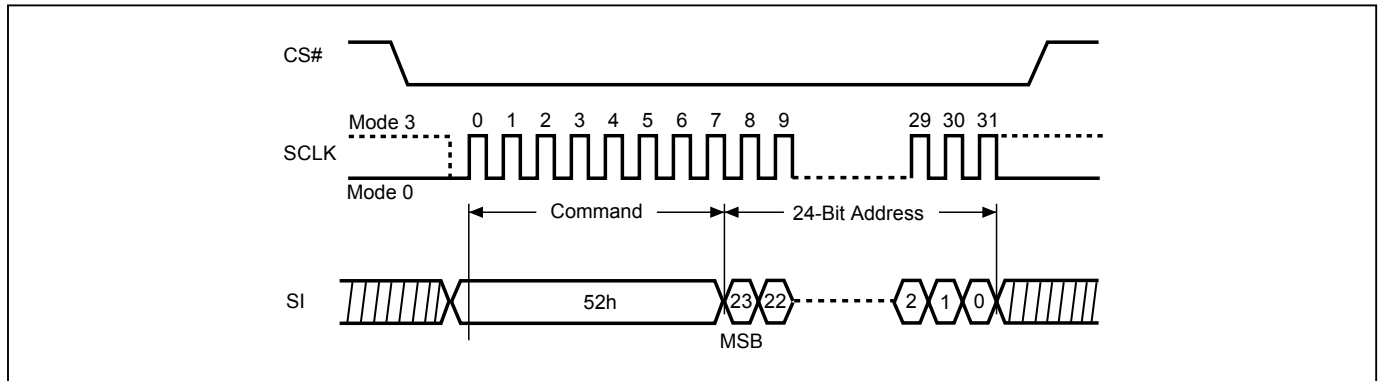 CS#
Mode 3
0 1 2 3 4 5 6 7 8 9 29 30 31
SCLK
Mode 0
Command 24-Bit Address
SI 52h 23 22 2 1 0
MSB